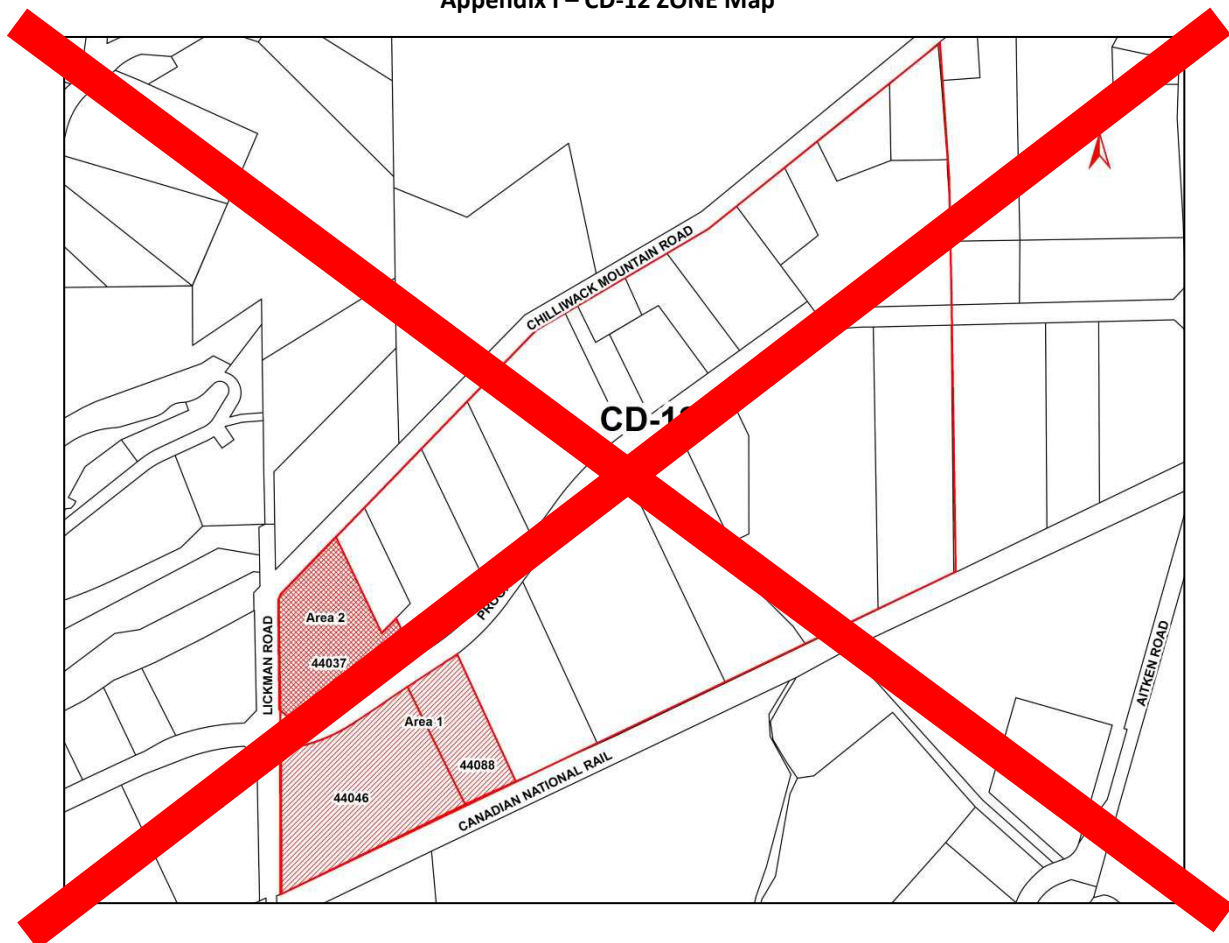 Appendix I – CD-12 ZONE Map
CHILLIWACK MOUNTAIN ROAD
CD-1
Area 2
44037
LICKMAN ROAD
Area 1
44088
44046
CANADIAN NATIONAL RAIL
AITKEN ROAD